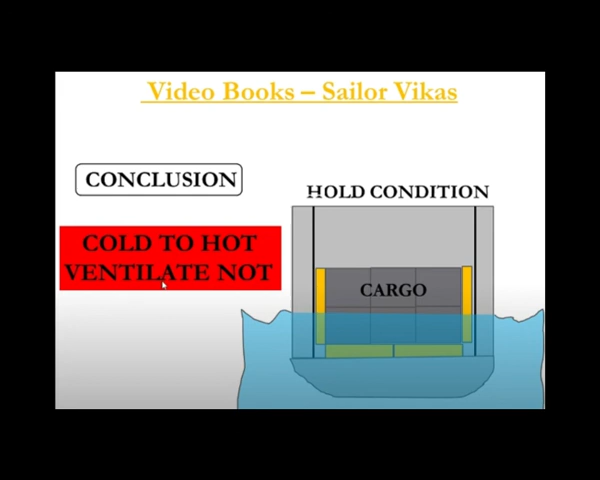 Video Books – Sailor Vikas
CONCLUSION
HOLD CONDITION
COLD TO HOT
VENTILATE NOT
CARGO